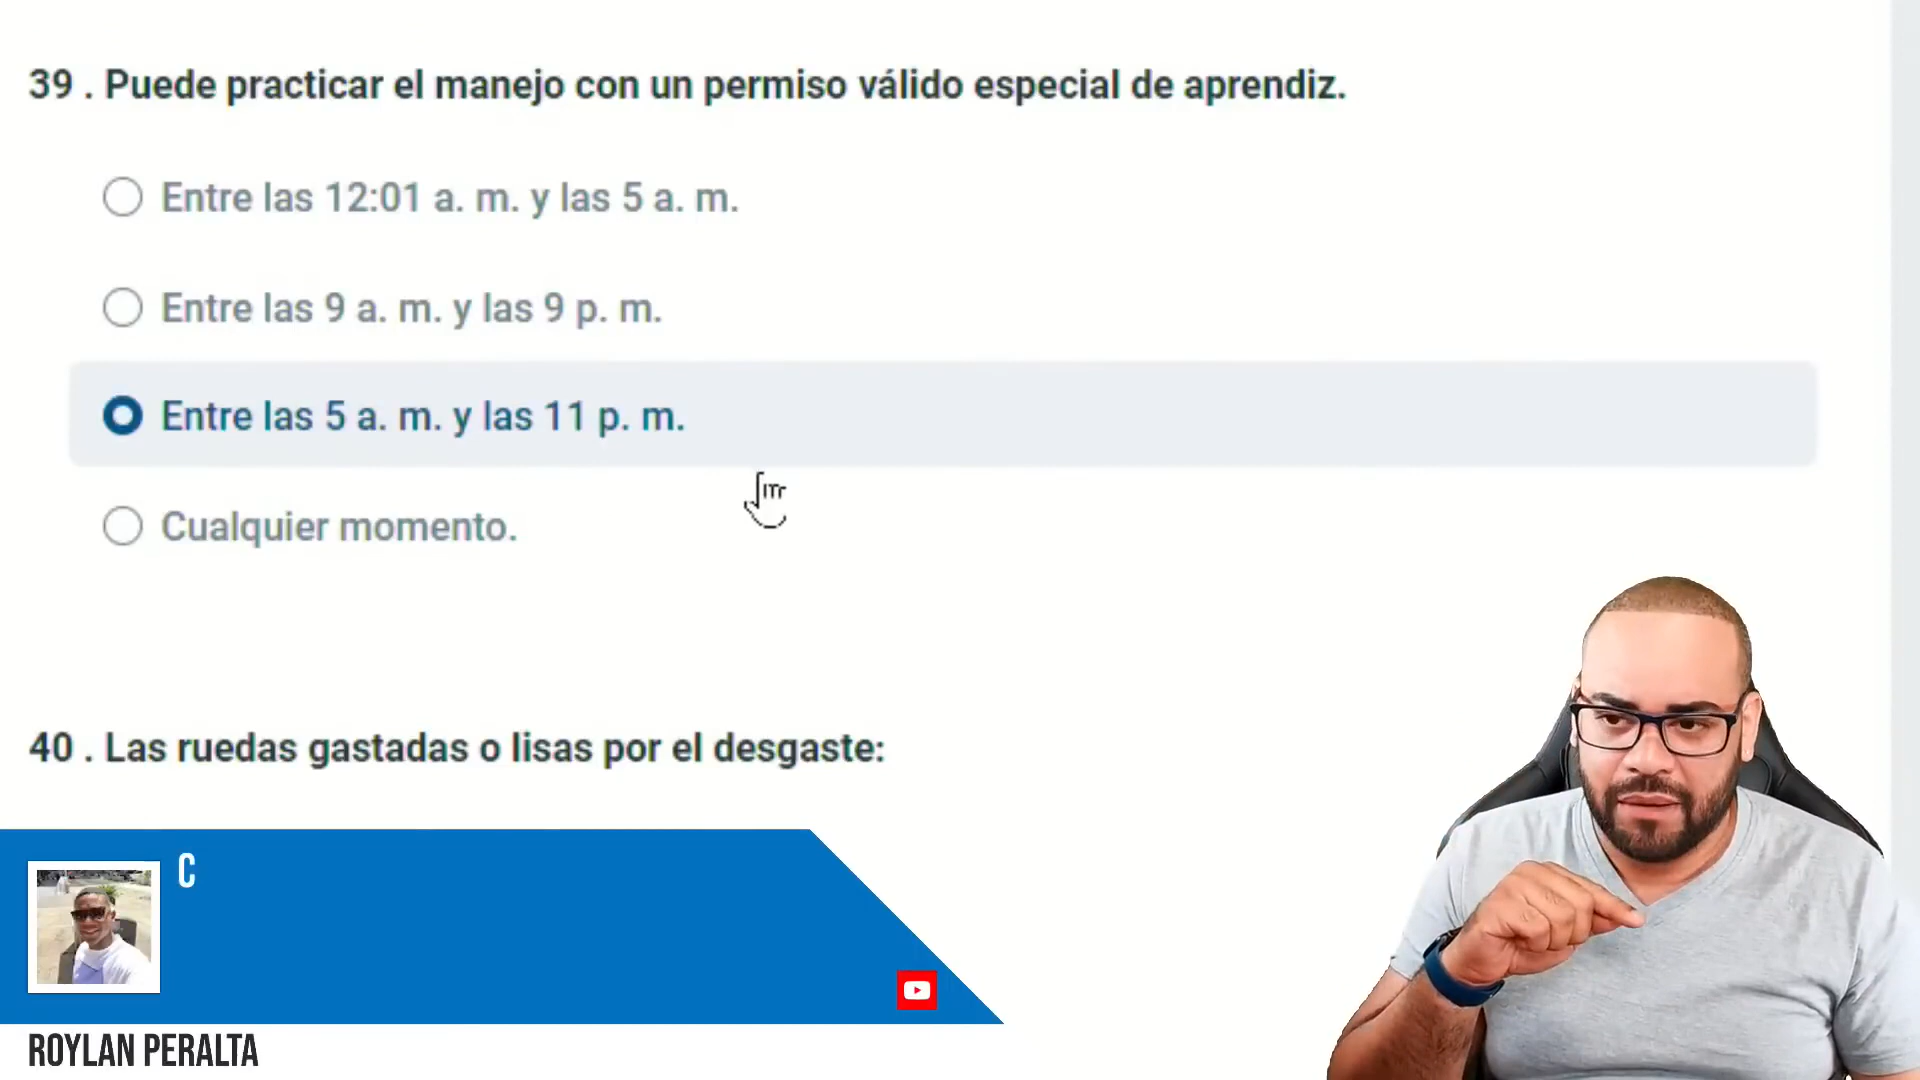 39 . Puede practicar el manejo con un permiso válido especial de aprendiz.
Entre las 12:01 a. m. y las 5 a. m.
Entre las 9 a. m. y las 9 p. m.
Entre las 5 a. m. y las 11 p. m.
Cualquier momento.
40 . Las ruedas gastadas o lisas por el desgaste:
C
ROYLAN PERALTA